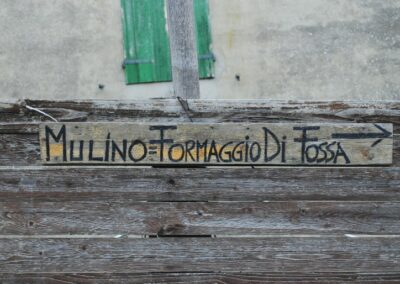 MULINO=FORMAGGIO DI FOSSA →